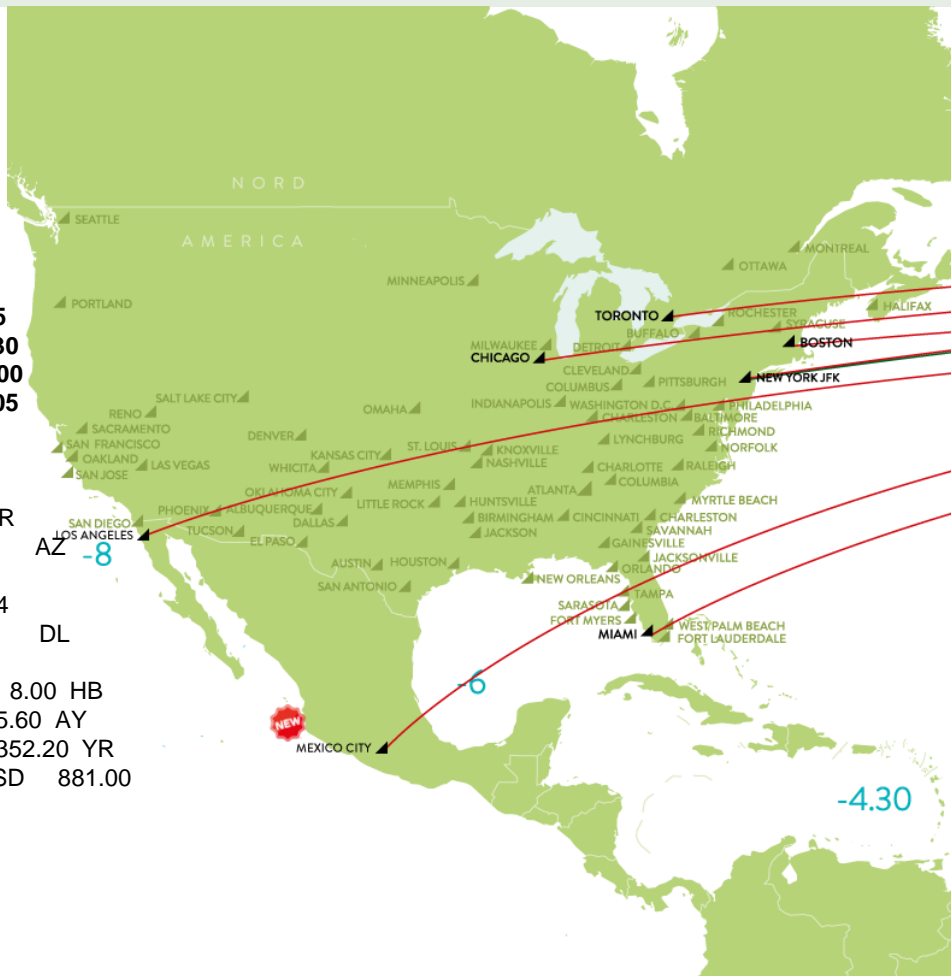 NORD
AMERICA
SEATTLE
MONTREAL
OTTAWA
MINNEAPOLIS
PORTLAND
HALIFAX
5
30
00
05
TORONTO
ROCHESTER
SYRACUSE
BUFFALO
BOSTON
MILWAUKEE
DETROIT
CHICAGO
CLEVELAND
NEW YORK JFK
COLUMBUS
PITTSBURGH
SALT LAKE CITY
OMAHA
INDIANAPOLIS
WASHINGTON D.C.
PHILADELPHIA
RENO
CHARLESTON
BALTIMORE
SACRAMENTO
DENVER
LYNCHBURG
RICHMOND
SAN FRANCISCO
ST. LOUIS
KNOXVILLE
NORFOLK
OAKLAND
LAS VEGAS
KANSAS CITY
NASHVILLE
WHICITA
CHARLOTTE
RALEIGH
SAN JOSE
MEMPHIS
COLUMBIA
OKLAHOMA CITY
ATLANTA
LITTLE ROCK
HUNTSVILLE
MYRTLE BEACH
PHOENIX
ALBUQUERQUE
BIRMINGHAM
CINCINNATI
CHARLESTON
R
SAN DIEGO
DALLAS
TUCSON
JACKSON
SAVANNAH
LOS ANGELES
EL PASO
GAINESVILLE
AZ
-8
JACKSONVILLE
AUSTIN
HOUSTON
ORLANDO
NEW ORLEANS
SAN ANTONIO
TAMPA
4
SARASOTA
FORT MYERS
WEST PALM BEACH
DL
MIAMI
FORT LAUDERDALE
-6
8.00 HB
5.60 AY
NEW
352.20 YR
MEXICO CITY
SD 881.00
-4.30